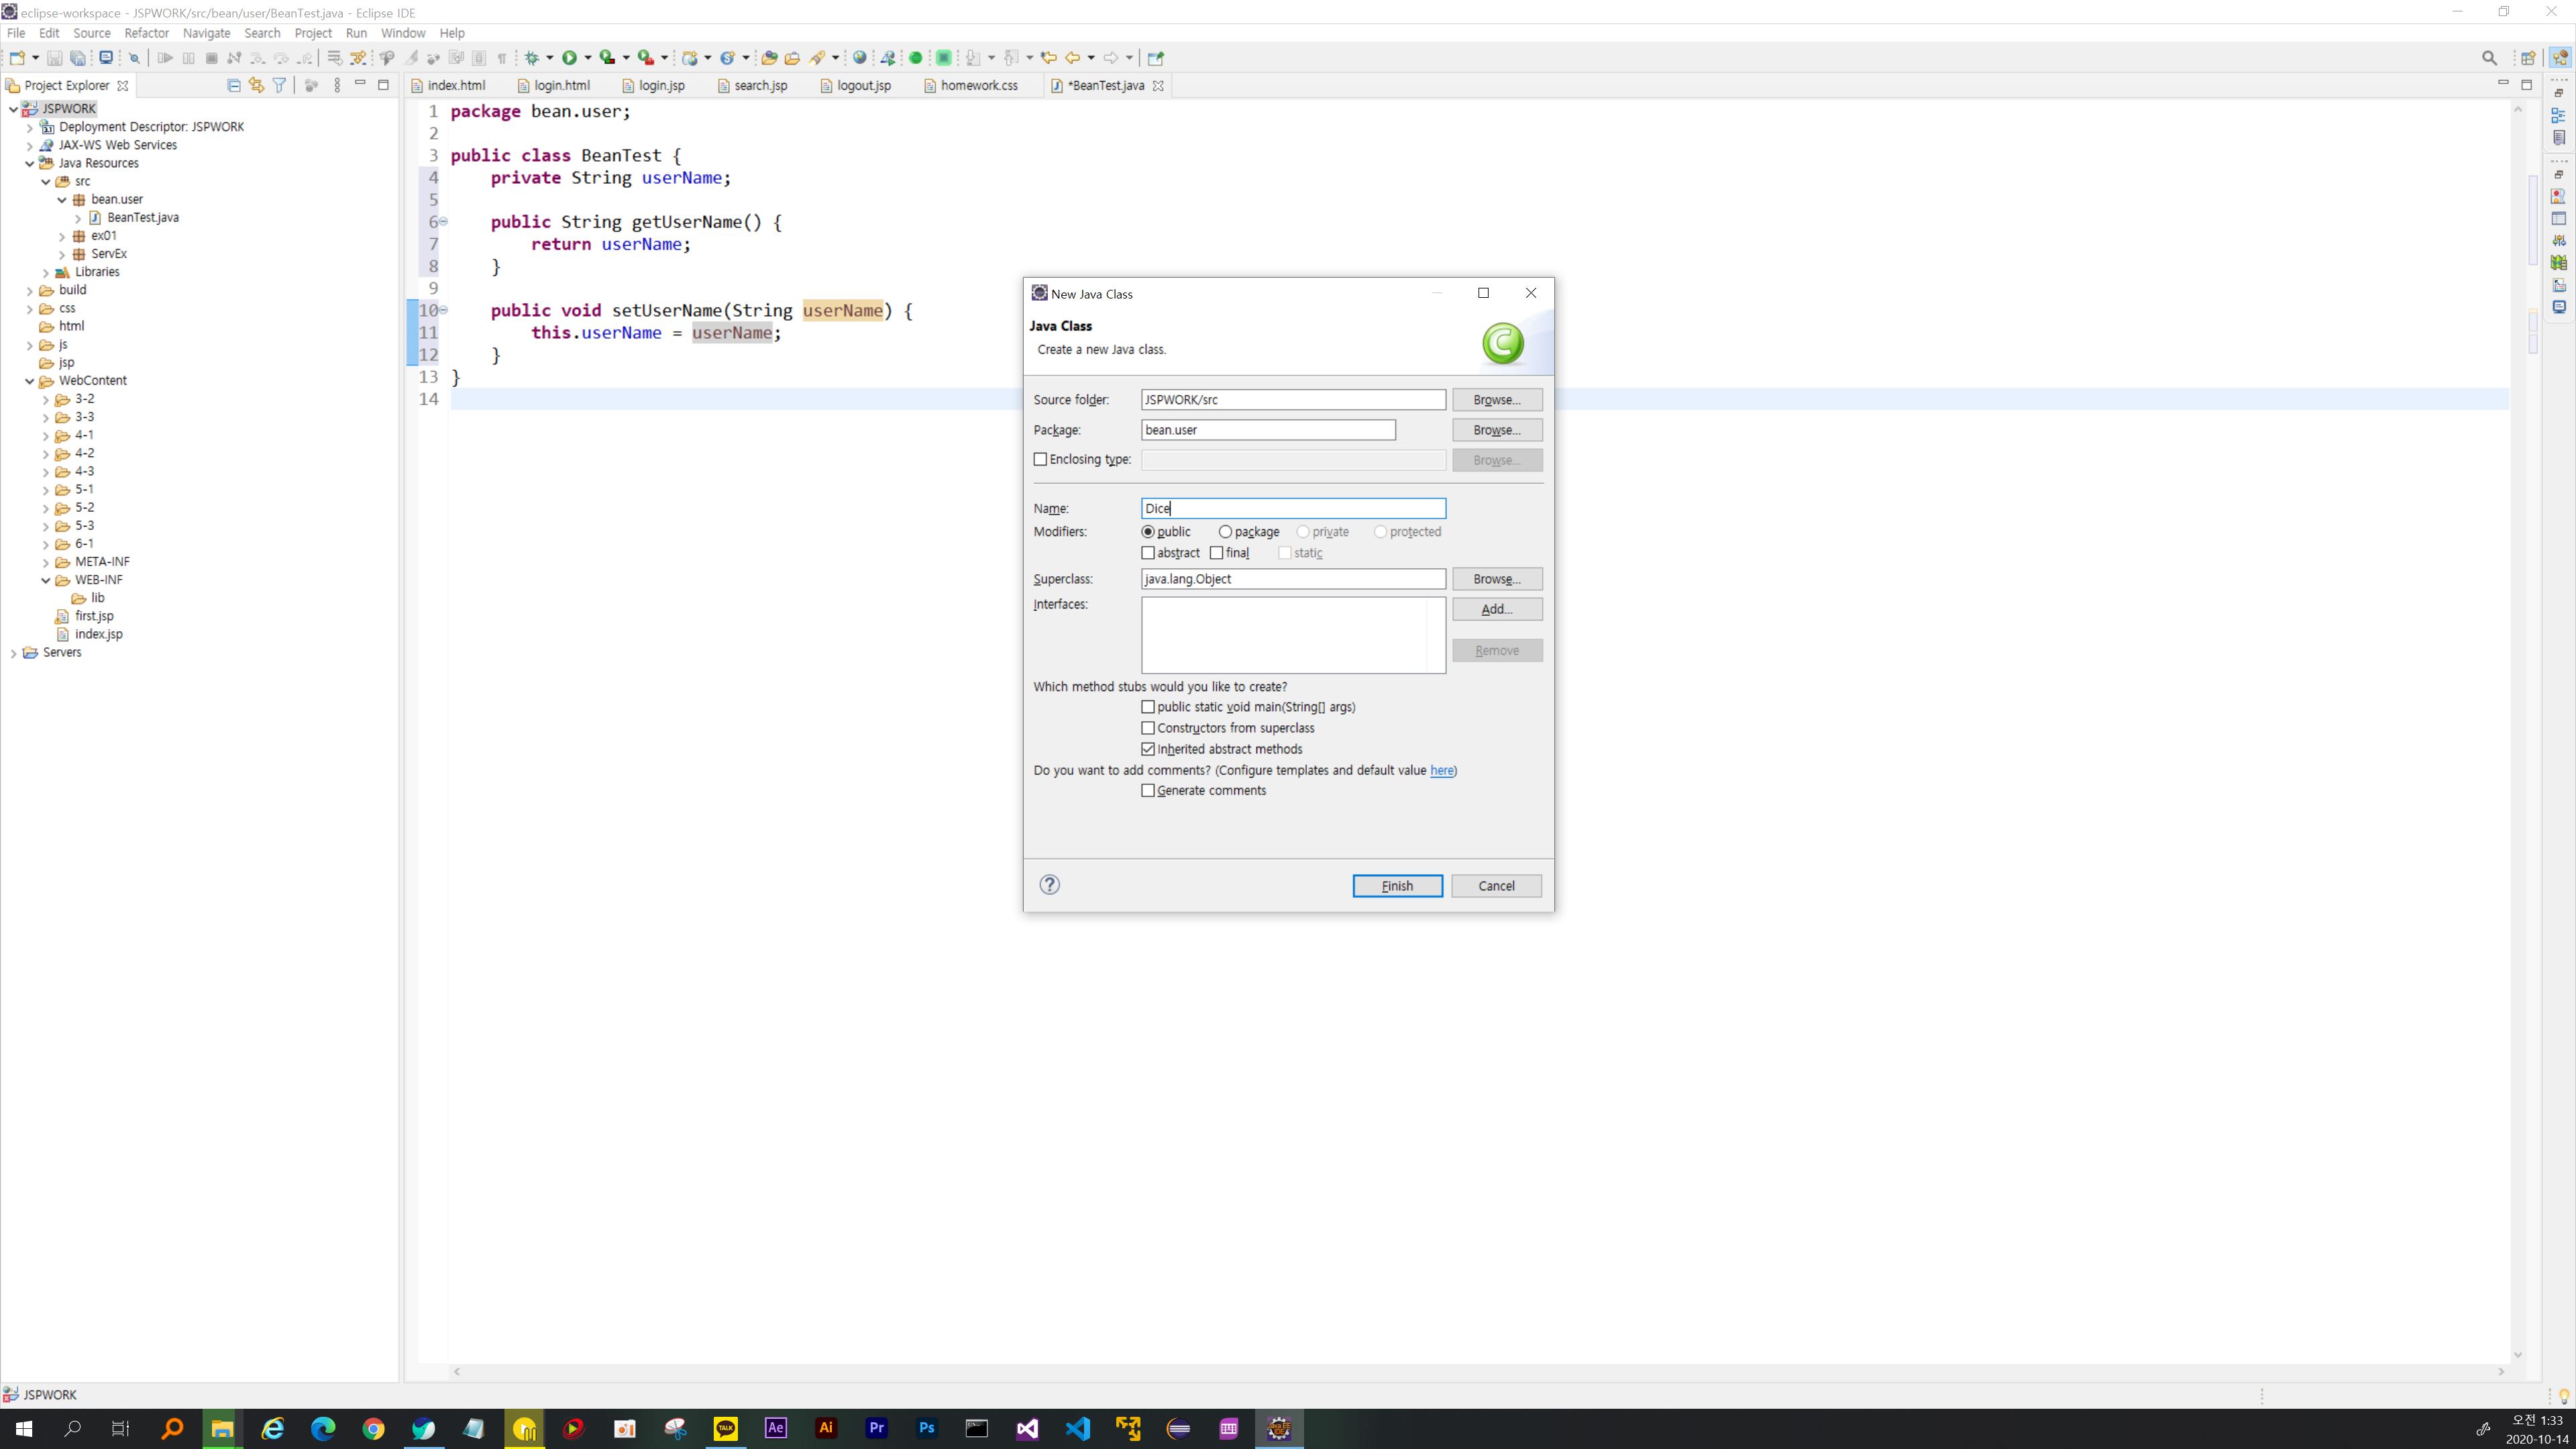 eclipse-workspace - JSPWORK/src/bean/user/BeanTest.java - Eclipse IDE
File Edit Source Refactor Navigate Search Project Run Window Help
Project Explorer
index.html login.html login.jsp search.jsp logout.jsp homework.css *BeanTest.java
JSPWORK
Deployment Descriptor: JSPWORK
JAX-WS Web Services
Java Resources
src
bean.user
BeanTest.java
ex01
ServEx
Libraries
build
css
html
js
jsp
WebContent
3-2
3-3
4-1
4-2
4-3
5-1
5-2
5-3
6-1
META-INF
WEB-INF
lib
first.jsp
index.jsp
Servers
1 package bean.user;
2
3 public class BeanTest {
4 private String userName;
5
6 public String getUserName() {
7 return userName;
8 }
9
10 public void setUserName(String userName) {
11 this.userName = userName;
12 }
13 }
14
New Java Class
Java Class
Create a new Java class.
Source folder: JSPWORK/src Browse...
Package: bean.user Browse...
Enclosing type: Browse...
Name: Dice
Modifiers: public package private protected
abstract final static
Superclass: java.lang.Object Browse...
Interfaces: Add...
Remove
Which method stubs would you like to create?
public static void main(String[] args)
Constructors from superclass
Inherited abstract methods
Do you want to add comments? (Configure templates and default value here)
Generate comments
Finish Cancel
JSPWORK
TALK Ae Ai Pr Ps
오전 1:33
2020-10-14